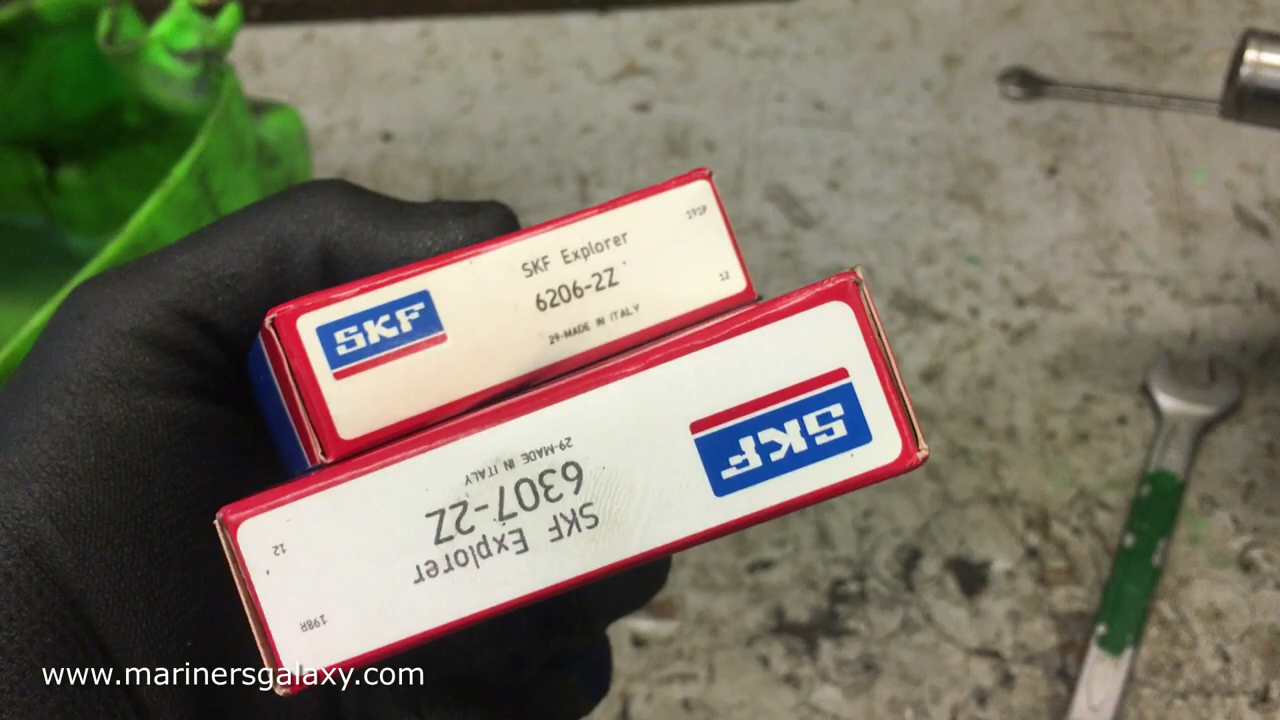 SKF
SKF Explorer
6206-2Z
29-MADE IN ITALY
191P
12
SKF
SKF Explorer
6307-2Z
29-MADE IN ITALY
198R
12
www.marinersgalaxy.com